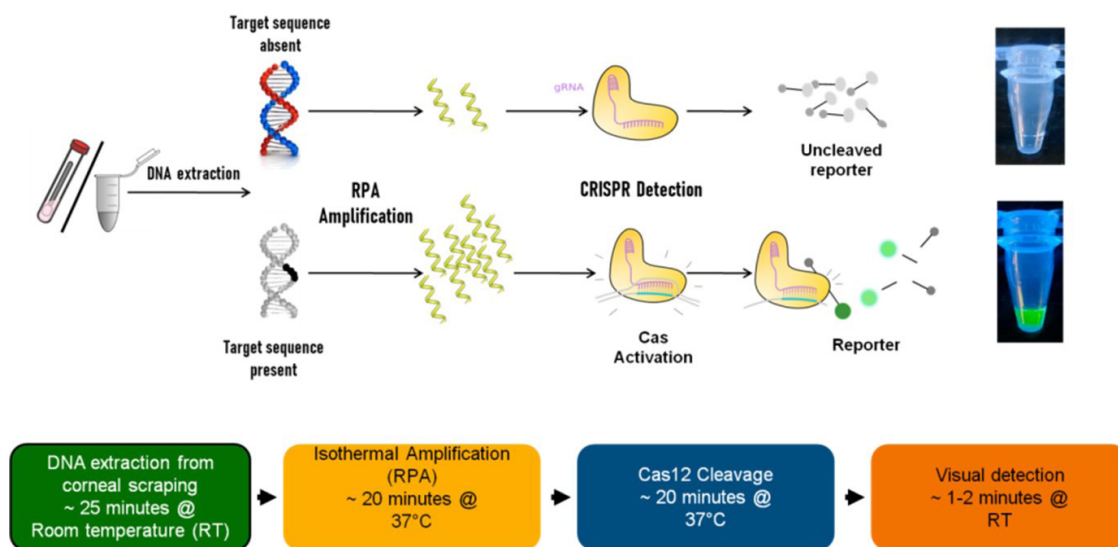 Target sequence
absent
gRNA
Uncleaved
reporter
DNA extraction
RPA
Amplification
CRISPR Detection
Target sequence
present
Cas
Activation
Reporter
DNA extraction from
corneal scraping
~ 25 minutes @
Room temperature (RT)
Isothermal Amplification
(RPA)
~ 20 minutes @
37°C
Cas12 Cleavage
~ 20 minutes @
37°C
Visual detection
~ 1-2 minutes @
RT